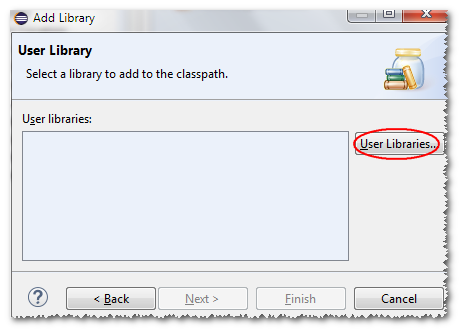 Add Library
User Library
Select a library to add to the classpath.
User libraries:
User Libraries...
?
< Back
Next >
Finish
Cancel